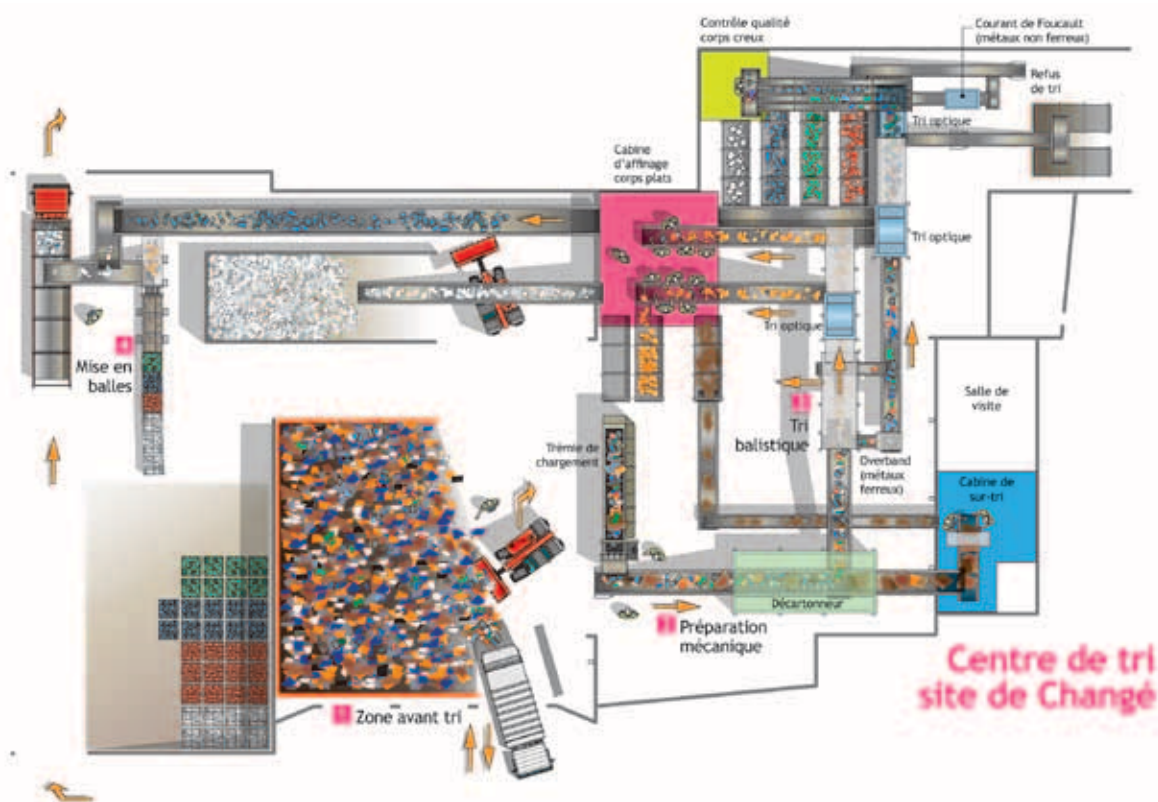 Contrôle qualité
corps creux
Courant de Foucault
(métaux non ferreux)
Refus
de tri
Tri optique
Cabine
d'affinage
corps plats
Tri optique
Tri optique
4
Mise en
balles
Salle de
visite
3
Tri
balistique
Trémie de
chargement
Overband
(métaux
ferreux)
Cabine de
sur-tri
Décartonneur
2 Préparation
mécanique
Centre de tri
site de Changé
1 Zone avant tri